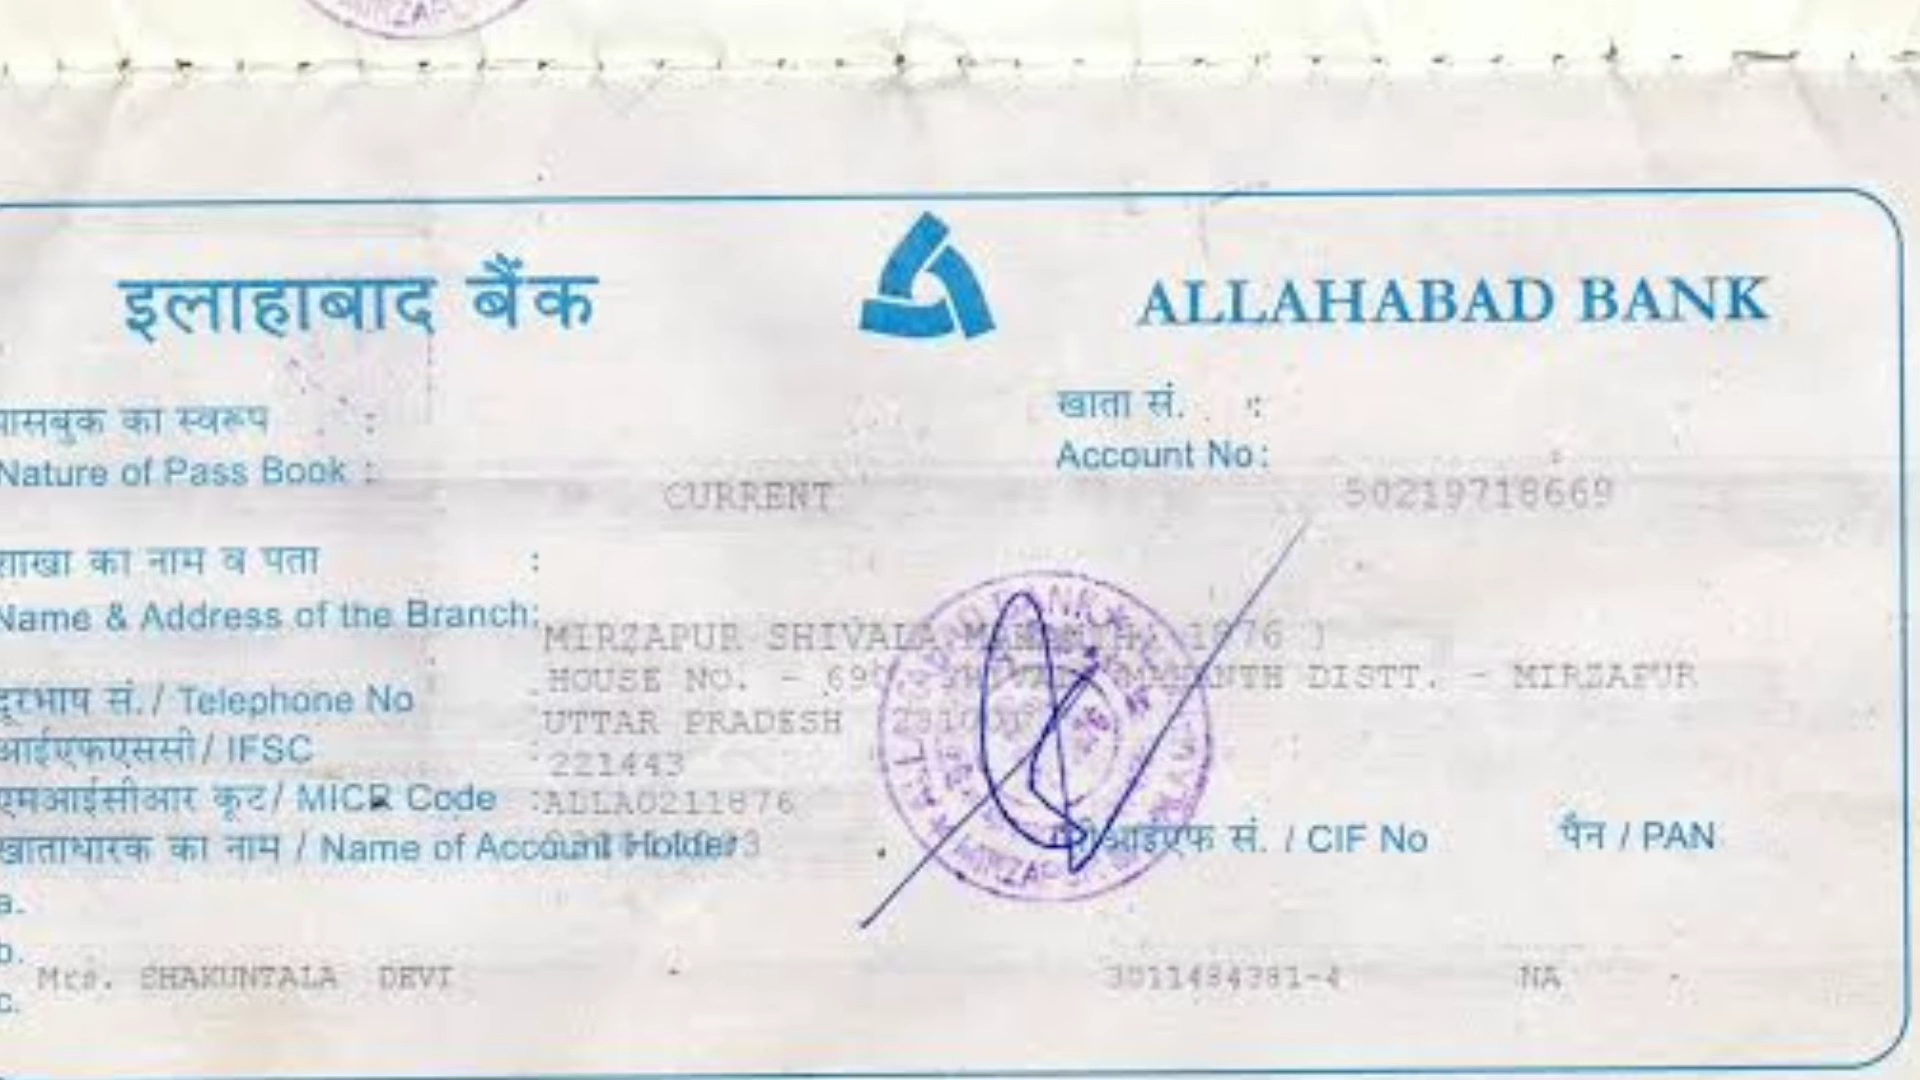 इलाहाबाद बैंक ALLAHABAD BANK
पासबुक का स्वरूप :
Nature of Pass Book : CURRENT
खाता सं. :
Account No: 50219718669
शाखा का नाम व पता :
Name & Address of the Branch: MIRZAPUR SHIVALA
HOUSE NO. - DISTT. - MIRZAPUR
दूरभाष सं. / Telephone No UTTAR PRADESH
आईएफएससी / IFSC : 221443
एमआईसीआर कूट / MICR Code : ALLA0211876
खाताधारक का नाम / Name of Account Holder
सं. / CIF No पैन / PAN
a.
b.
Mrs. SHAKUNTALA DEVI NA
c.